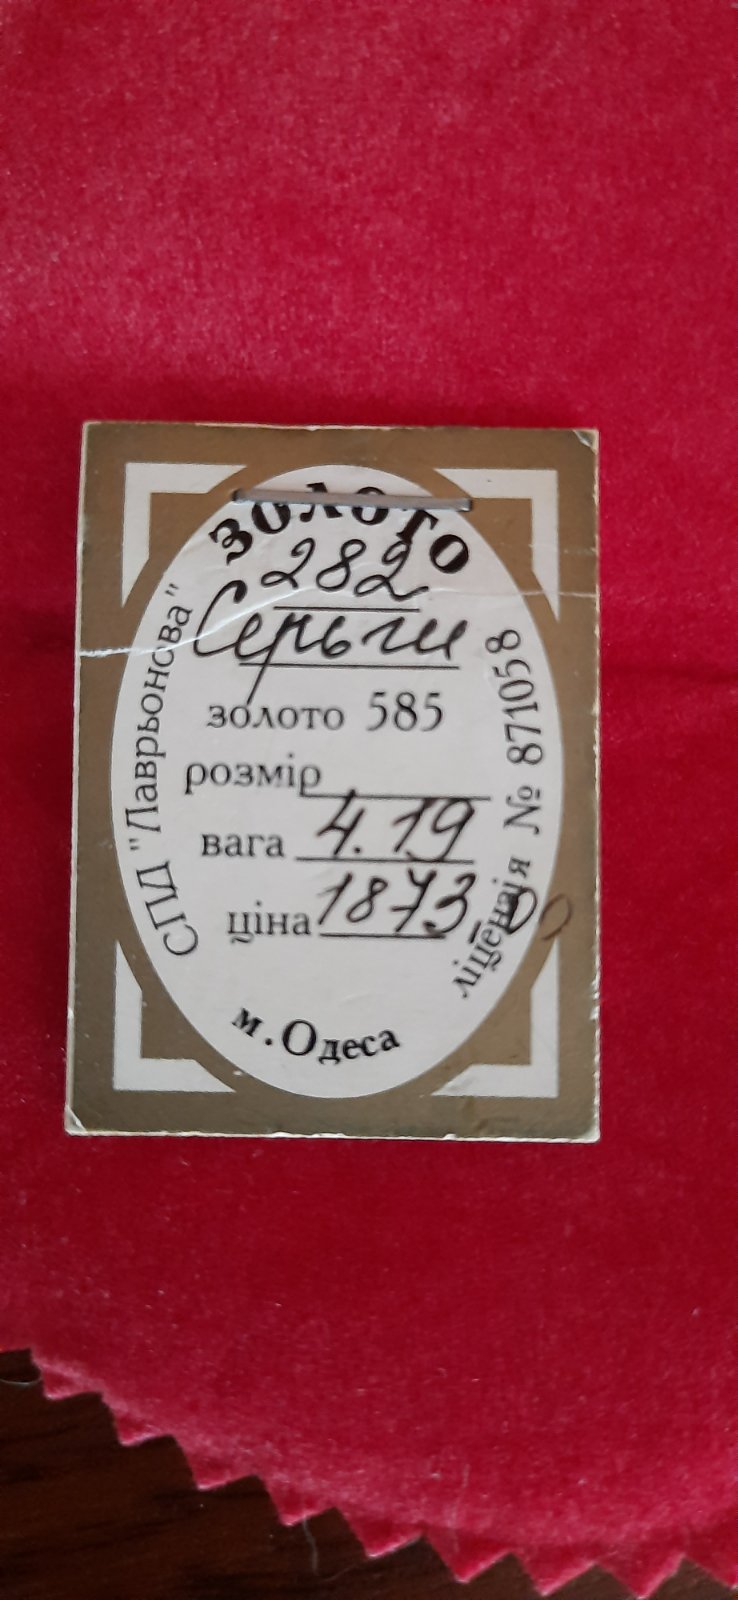 ЗОЛОТО
282
Серьги
золото 585
розмір
вага 4.19
ціна 1873-00
м.Одеса
СПД "Лаврьонова"
ліцензія № 871058